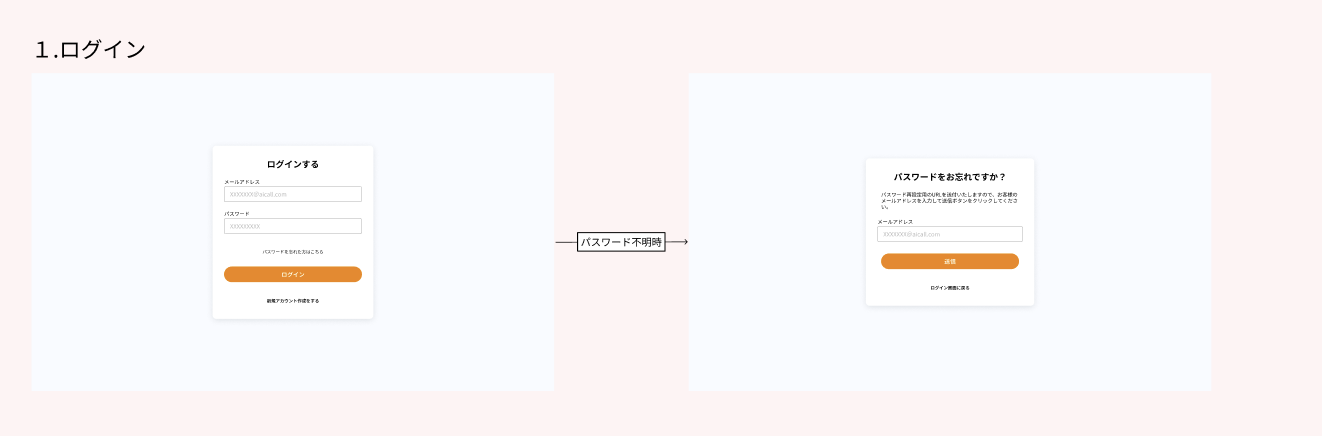 １.ログイン
ログインする
メールアドレス
XXXXXXX@aicall.com
パスワード
XXXXXXXXX
パスワードを忘れた方はこちら
ログイン
新規アカウント作成をする
パスワード不明時
パスワードをお忘れですか？
パスワード再設定用のURLを送付いたしますので、お客様の
メールアドレスを入力して送信ボタンをクリックしてくださ
い。
メールアドレス
XXXXXXX@aicall.com
送信
ログイン画面に戻る